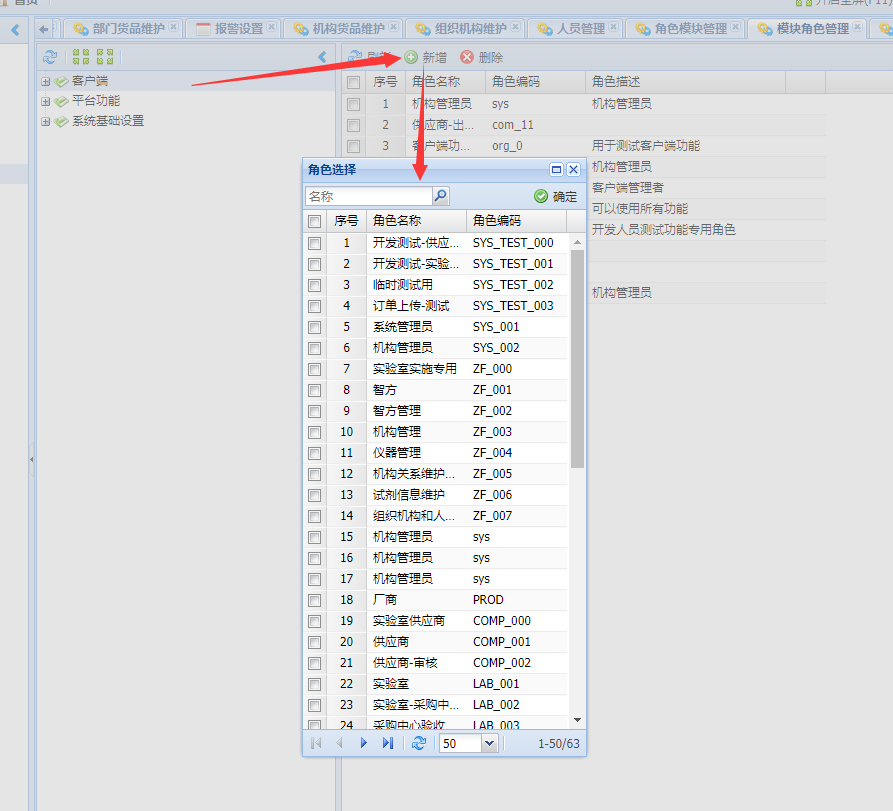 首页
开启全屏(F11)
部门货品维护 报警设置 机构货品维护 组织机构维护 人员管理 角色模块管理 模块角色管理
新增 删除
客户端
平台功能
系统基础设置
序号 角色名称 角色编码 角色描述
1 机构管理员 sys 机构管理员
2 供应商-出... com_11
3 客户端功... org_0 用于测试客户端功能
机构管理员
客户端管理者
可以使用所有功能
开发人员测试功能专用角色
机构管理员
角色选择
名称 确定
序号 角色名称 角色编码
1 开发测试-供应... SYS_TEST_000
2 开发测试-实验... SYS_TEST_001
3 临时测试用 SYS_TEST_002
4 订单上传-测试 SYS_TEST_003
5 系统管理员 SYS_001
6 机构管理员 SYS_002
7 实验室实施专用 ZF_000
8 智方 ZF_001
9 智方管理 ZF_002
10 机构管理 ZF_003
11 仪器管理 ZF_004
12 机构关系维护... ZF_005
13 试剂信息维护 ZF_006
14 组织机构和人... ZF_007
15 机构管理员 sys
16 机构管理员 sys
17 机构管理员 sys
18 厂商 PROD
19 实验室供应商 COMP_000
20 供应商 COMP_001
21 供应商-审核 COMP_002
22 实验室 LAB_001
23 实验室-采购中... LAB_002
24 采购中心验收 LAB_003
50 1-50/63